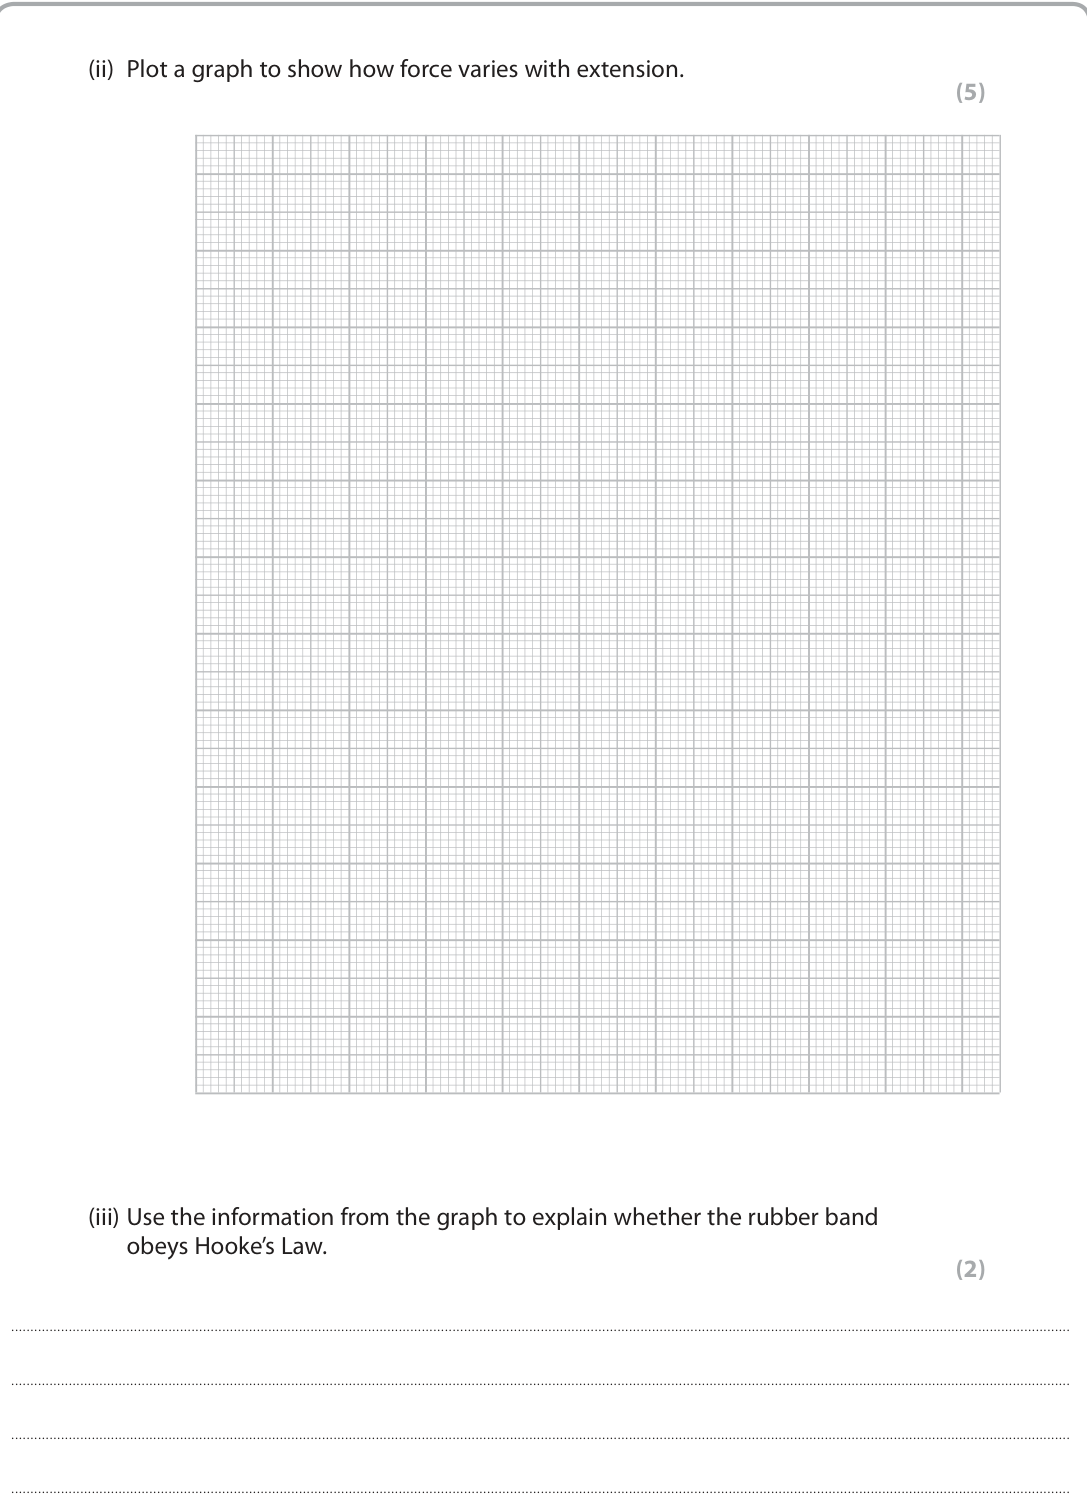 (ii) Plot a graph to show how force varies with extension.
(5)
(iii) Use the information from the graph to explain whether the rubber band
obeys Hooke’s Law.
(2)